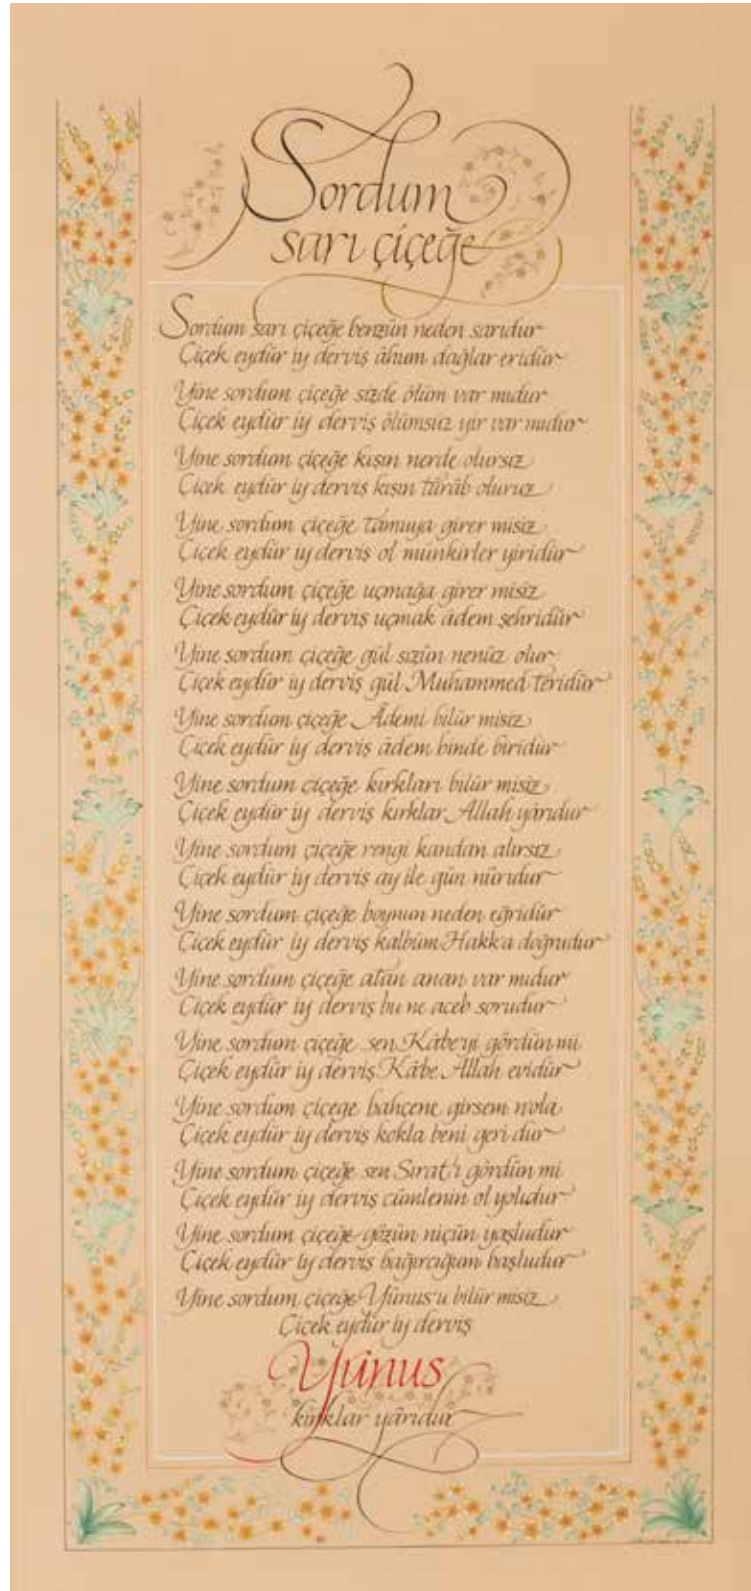 Sordum
sarı çiçeğe
Sordum sarı çiçeğe benzün neden sarıdur
Çiçek eydür iy derviş âhum dağlar eridür
Yine sordum çiçeğe sizde ölüm var mıdur
Çiçek eydür iy derviş ölümsüz yir var mıdur
Yine sordum çiçeğe kışın nerde olursız
Çiçek eydür iy derviş kışın türâb oluruz
Yine sordum çiçeğe tamuya girer misiz
Çiçek eydür iy derviş ol münkirler yiridür
Yine sordum çiçeğe uçmağa girer misiz
Çiçek eydür iy derviş uçmak âdem şehridür
Yine sordum çiçeğe gül sizün nenüz olur
Çiçek eydür iy derviş gül Muhammed teridür
Yine sordum çiçeğe Âdemi bilür misiz
Çiçek eydür iy derviş âdem binde biridür
Yine sordum çiçeğe kırkları bilür misiz
Çiçek eydür iy derviş kırklar Allah yârıdur
Yine sordum çiçeğe rengi kandan alırsız
Çiçek eydür iy derviş ay ile gün nûrıdur
Yine sordum çiçeğe boynun neden eğridür
Çiçek eydür iy derviş kalbüm Hakk'a doğrudur
Yine sordum çiçeğe atan anan var mıdur
Çiçek eydür iy derviş bu ne aceb sorudur
Yine sordum çiçeğe sen Kâbe'yi gördün mi
Çiçek eydür iy derviş Kâbe Allah evidür
Yine sordum çiçeğe bahçene girsem n'ola
Çiçek eydür iy derviş kokla beni geri dur
Yine sordum çiçeğe sen Sırat'ı gördün mi
Çiçek eydür iy derviş cümlenin ol yolıdur
Yine sordum çiçeğe gözün niçün yaşludur
Çiçek eydür iy derviş bağırcığum başludur
Yine sordum çiçeğe Yûnus'u bilür misiz
Çiçek eydür iy derviş
Yûnus
kırklar yârıdur